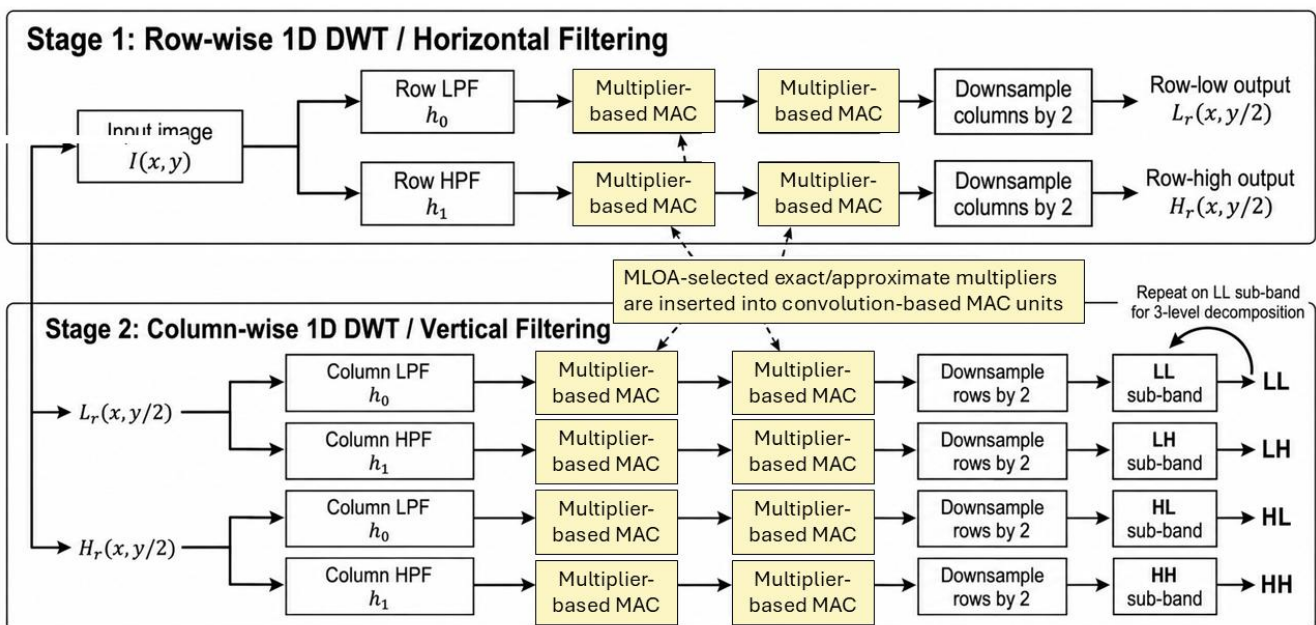 Stage 1: Row-wise 1D DWT / Horizontal Filtering
Input image
I(x, y)
Row LPF
h₀
Multiplier-
based MAC
Multiplier-
based MAC
Downsample
columns by 2
Row-low output
Lᵣ(x, y/2)
Row HPF
h₁
Multiplier-
based MAC
Multiplier-
based MAC
Downsample
columns by 2
Row-high output
Hᵣ(x, y/2)
MLOA-selected exact/approximate multipliers
are inserted into convolution-based MAC units
Repeat on LL sub-band
for 3-level decomposition
Stage 2: Column-wise 1D DWT / Vertical Filtering
Lᵣ(x, y/2)
Column LPF
h₀
Multiplier-
based MAC
Multiplier-
based MAC
Downsample
rows by 2
LL
sub-band
LL
Column HPF
h₁
Multiplier-
based MAC
Multiplier-
based MAC
Downsample
rows by 2
LH
sub-band
LH
Hᵣ(x, y/2)
Column LPF
h₀
Multiplier-
based MAC
Multiplier-
based MAC
Downsample
rows by 2
HL
sub-band
HL
Column HPF
h₁
Multiplier-
based MAC
Multiplier-
based MAC
Downsample
rows by 2
HH
sub-band
HH